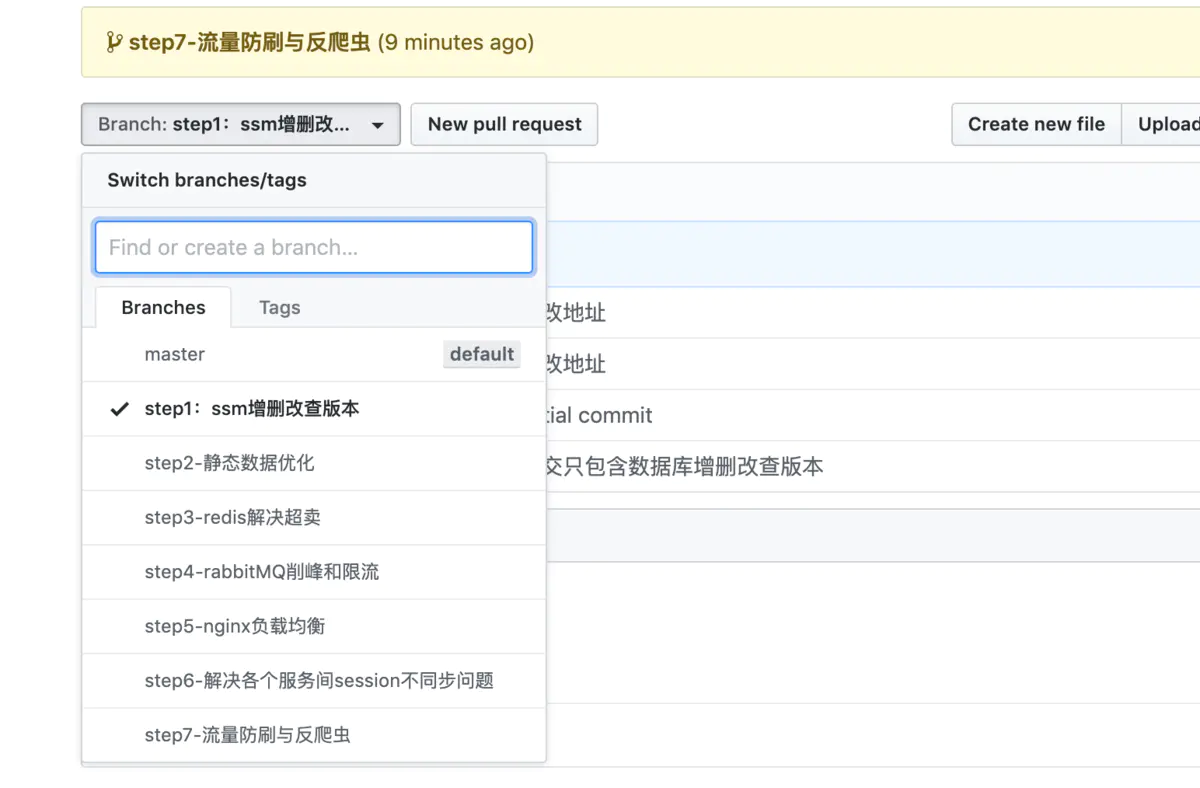 step7-流量防刷与反爬虫 (9 minutes ago)
Branch: step1：ssm增删改... New pull request Create new file Upload
Switch branches/tags
Find or create a branch...
Branches Tags
master default
step1：ssm增删改查版本
step2-静态数据优化
step3-redis解决超卖
step4-rabbitMQ削峰和限流
step5-nginx负载均衡
step6-解决各个服务间session不同步问题
step7-流量防刷与反爬虫
改地址
改地址
tial commit
交只包含数据库增删改查版本